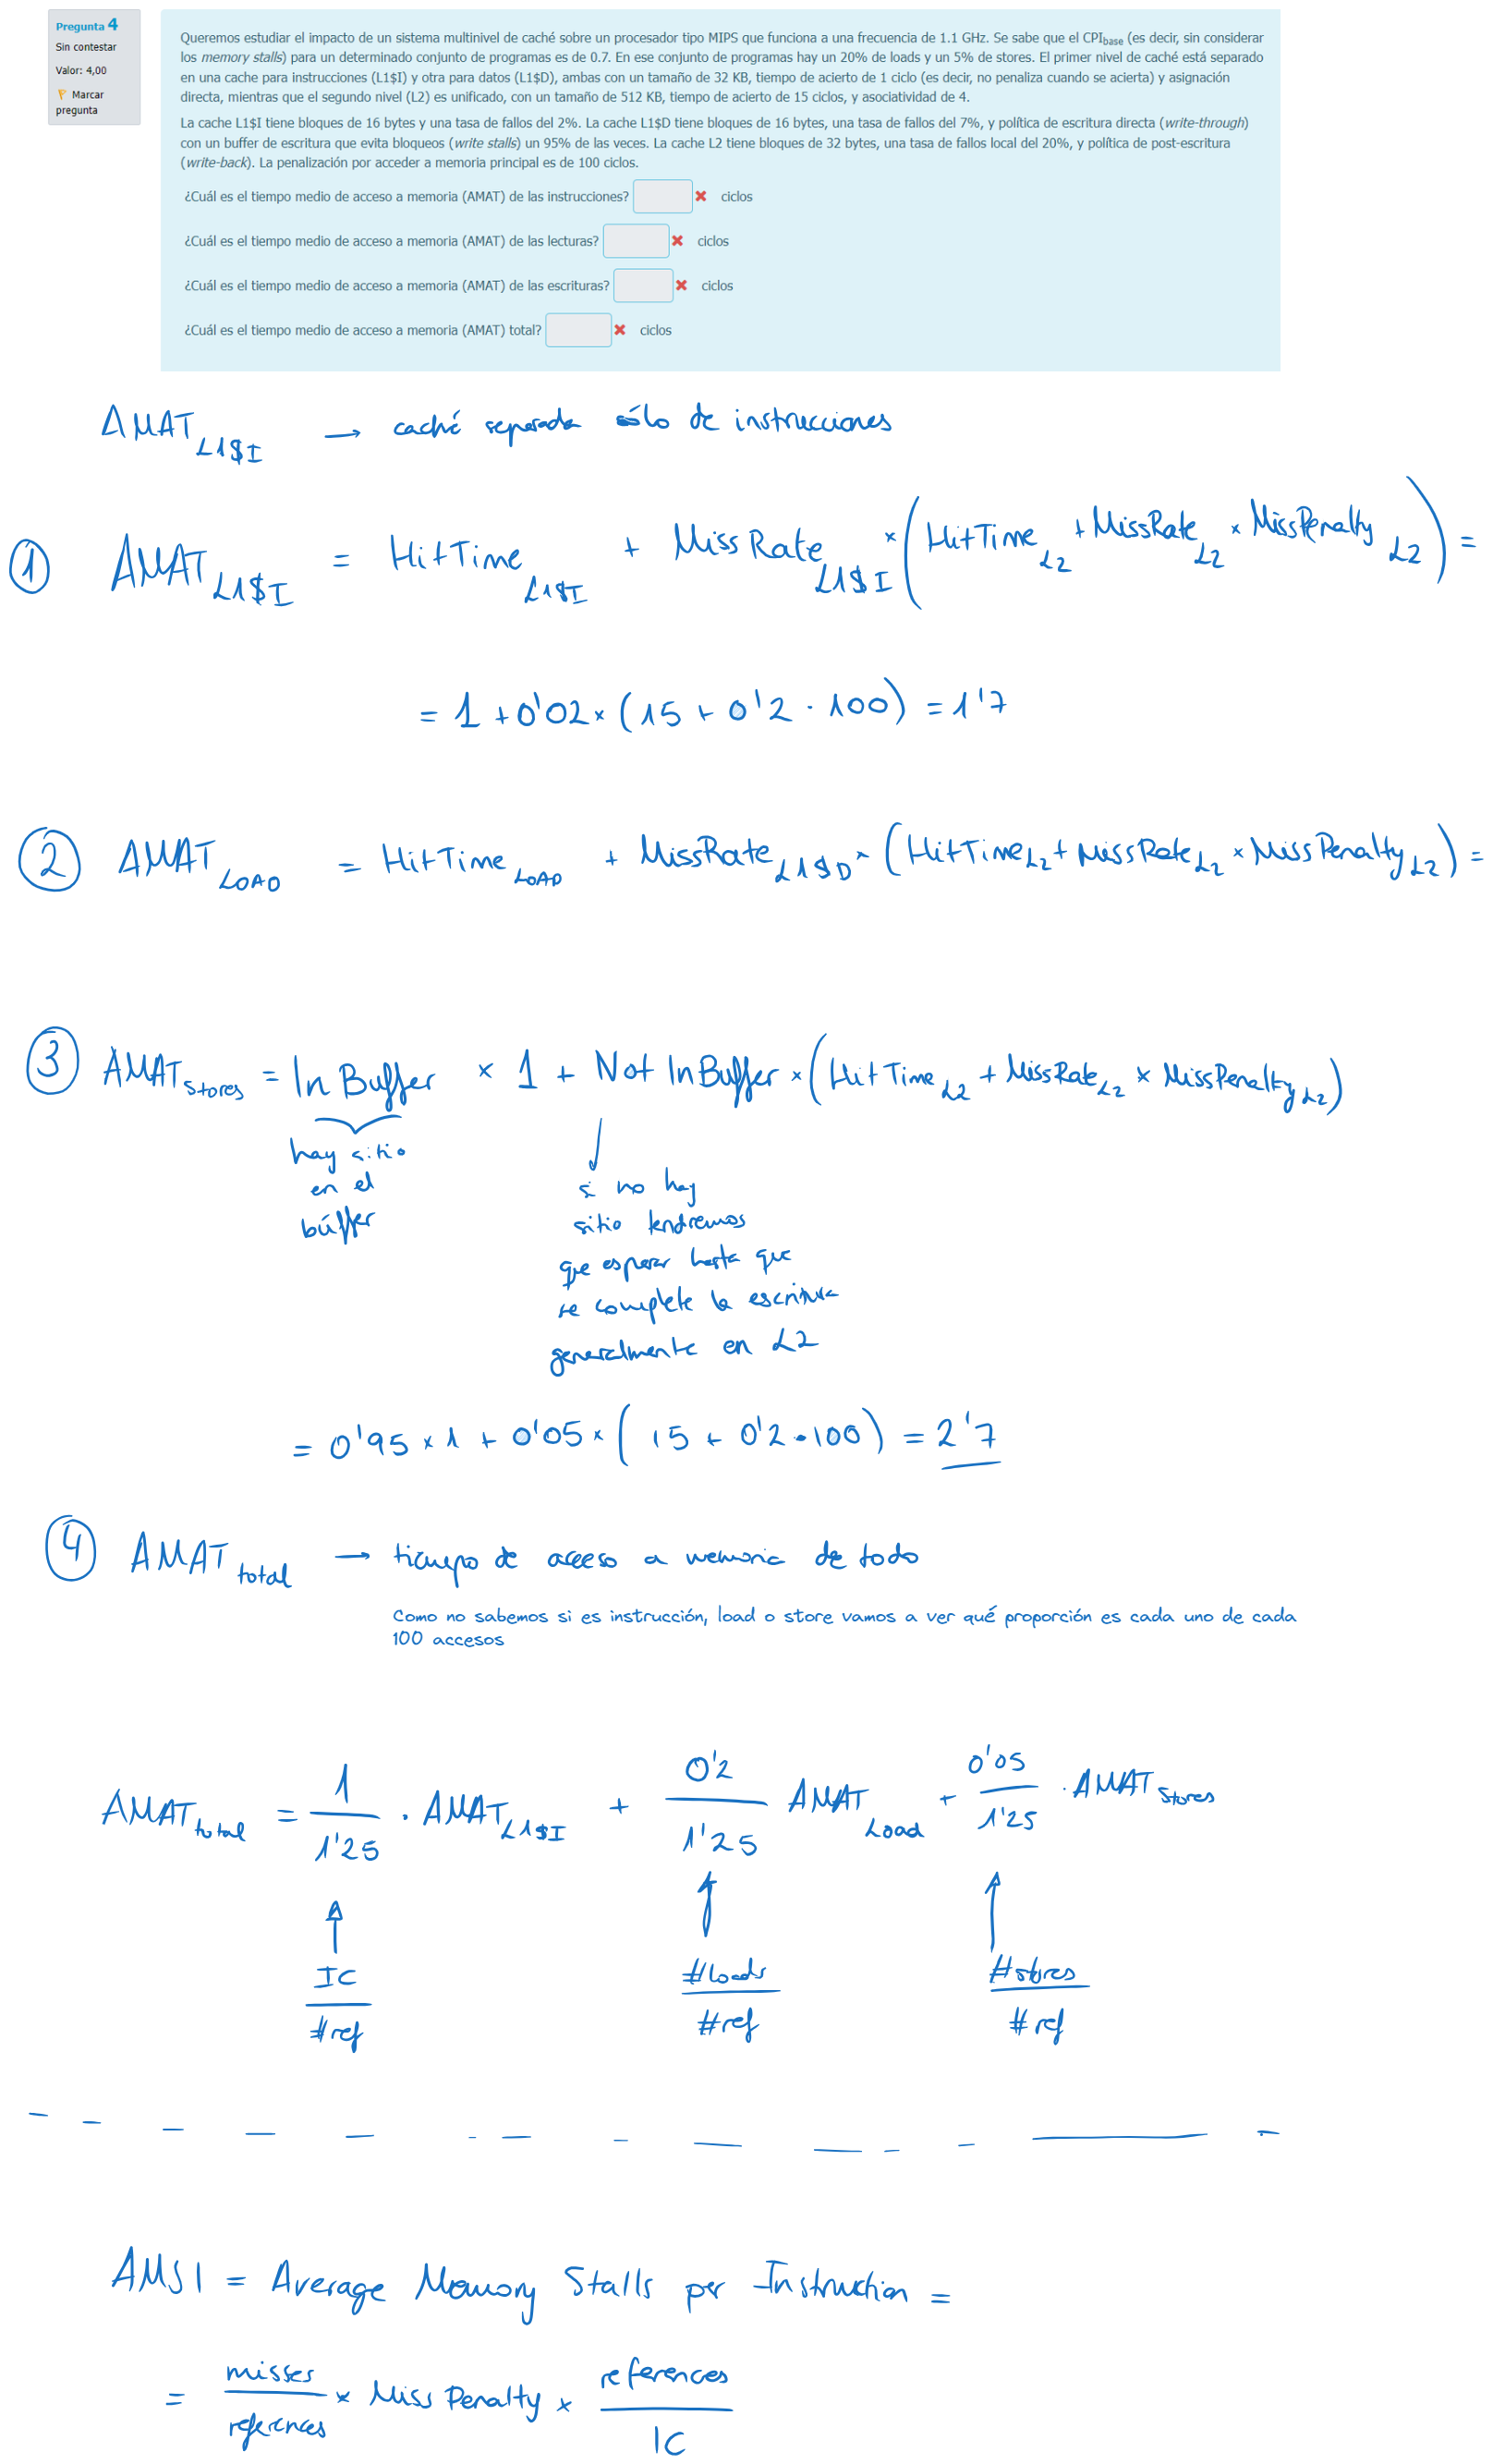 Pregunta 4
Sin contestar
Valor: 4,00
Marcar
pregunta
Queremos estudiar el impacto de un sistema multinivel de caché sobre un procesador tipo MIPS que funciona a una frecuencia de 1.1 GHz. Se sabe que el CPIbase (es decir, sin considerar
los memory stalls) para un determinado conjunto de programas es de 0.7. En ese conjunto de programas hay un 20% de loads y un 5% de stores. El primer nivel de caché está separado
en una cache para instrucciones (L1$I) y otra para datos (L1$D), ambas con un tamaño de 32 KB, tiempo de acierto de 1 ciclo (es decir, no penaliza cuando se acierta) y asignación
directa, mientras que el segundo nivel (L2) es unificado, con un tamaño de 512 KB, tiempo de acierto de 15 ciclos, y asociatividad de 4.
La cache L1$I tiene bloques de 16 bytes y una tasa de fallos del 2%. La cache L1$D tiene bloques de 16 bytes, una tasa de fallos del 7%, y política de escritura directa (write-through)
con un buffer de escritura que evita bloqueos (write stalls) un 95% de las veces. La cache L2 tiene bloques de 32 bytes, una tasa de fallos local del 20%, y política de post-escritura
(write-back). La penalización por acceder a memoria principal es de 100 ciclos.
¿Cuál es el tiempo medio de acceso a memoria (AMAT) de las instrucciones? ciclos
¿Cuál es el tiempo medio de acceso a memoria (AMAT) de las lecturas? ciclos
¿Cuál es el tiempo medio de acceso a memoria (AMAT) de las escrituras? ciclos
¿Cuál es el tiempo medio de acceso a memoria (AMAT) total? ciclos
AMAT L1$I → caché separada sólo de instrucciones
① AMAT L1$I = HitTime L1$I + Miss Rate L1$I × (HitTime L2 + MissRate L2 × MissPenalty L2) =
= 1 + 0'02 × (15 + 0'2 · 100) = 1'7
② AMAT LOAD = HitTime LOAD + MissRate L1$D × (HitTime L2 + MissRate L2 × MissPenalty L2) =
③ AMAT stores = In Buffer × 1 + Not InBuffer × (HitTime L2 + MissRate L2 × MissPenalty L2)
hay sitio
en el
búffer
si no hay
sitio tendremos
que esperar hasta que
se complete la escritura
generalmente en L2
= 0'95 × 1 + 0'05 × (15 + 0'2 · 100) = 2'7
④ AMAT total → tiempo de acceso a memoria de todo
Como no sabemos si es instrucción, load o store vamos a ver qué proporción es cada uno de cada
100 accesos
AMAT total = 1/1'25 · AMAT L1$I + 0'2/1'25 AMAT Load + 0'05/1'25 · AMAT Stores
IC/#ref #loads/#ref #stores/#ref
AMSI = Average Memory Stalls per Instruction =
= misses/references × Miss Penalty × references/IC